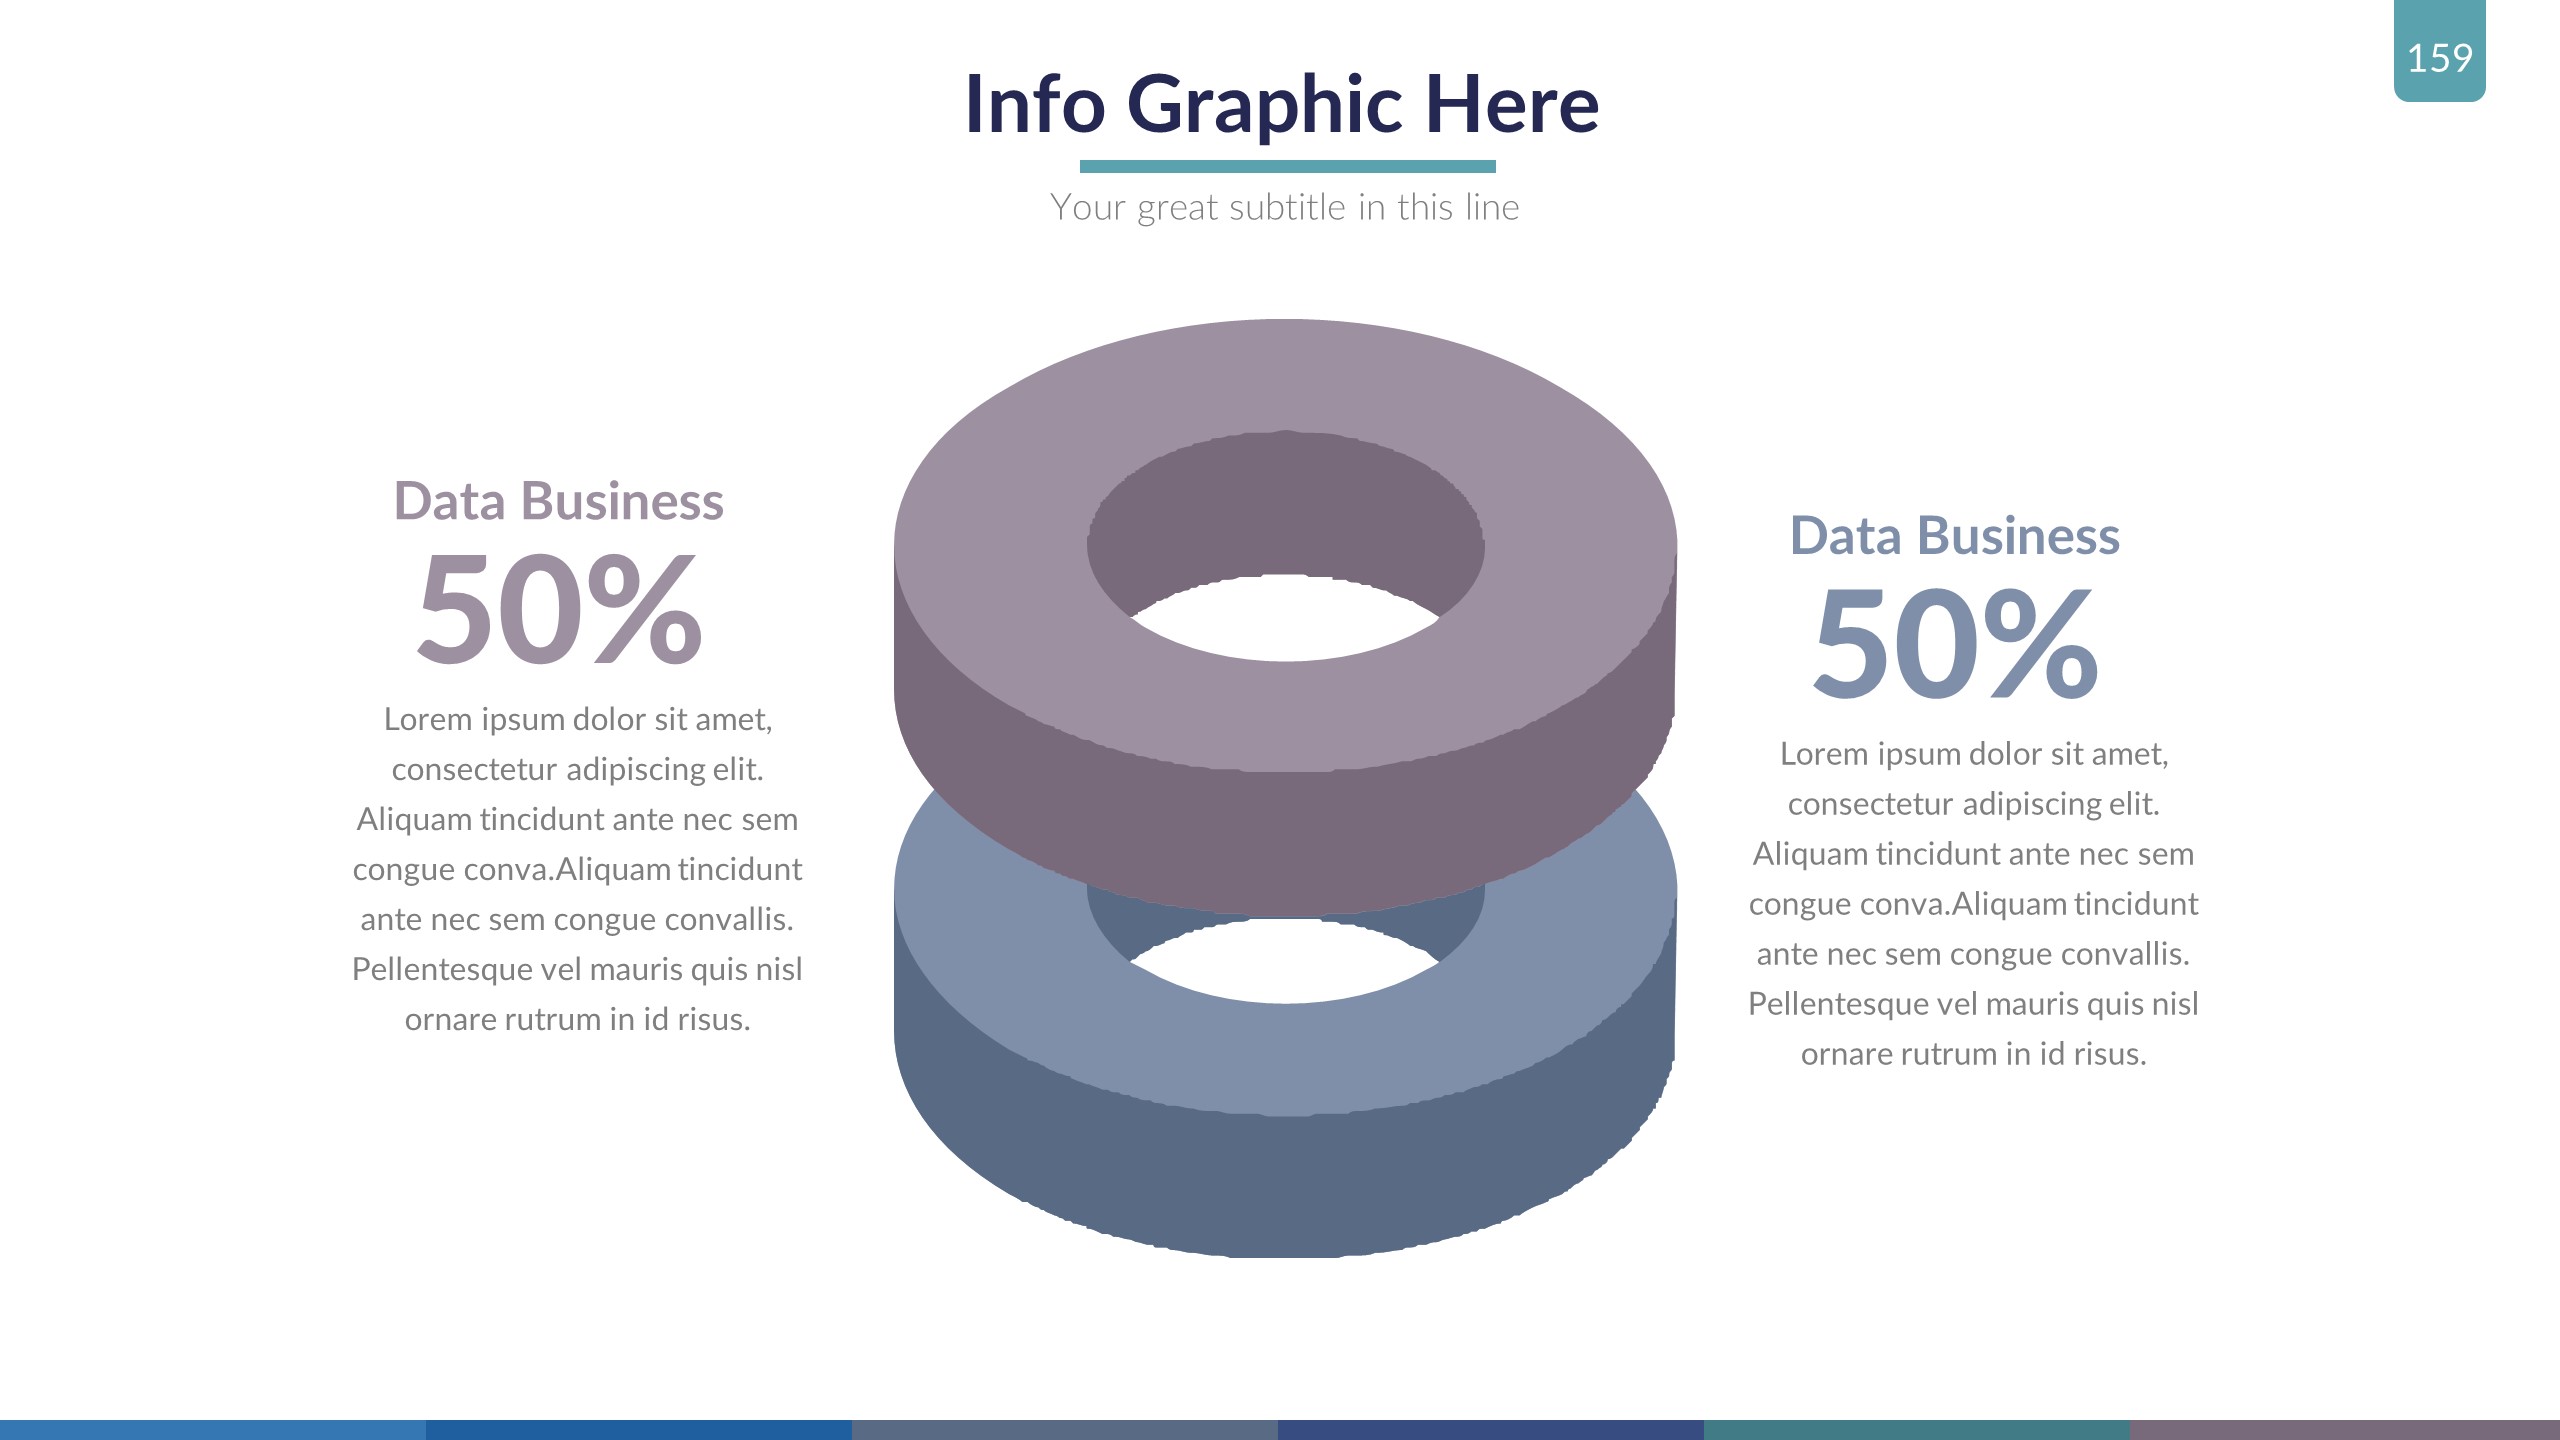 159
Info Graphic Here
Your great subtitle in this line
Data Business
50%
Lorem ipsum dolor sit amet,
consectetur adipiscing elit.
Aliquam tincidunt ante nec sem
congue conva.Aliquam tincidunt
ante nec sem congue convallis.
Pellentesque vel mauris quis nisl
ornare rutrum in id risus.
Data Business
50%
Lorem ipsum dolor sit amet,
consectetur adipiscing elit.
Aliquam tincidunt ante nec sem
congue conva.Aliquam tincidunt
ante nec sem congue convallis.
Pellentesque vel mauris quis nisl
ornare rutrum in id risus.